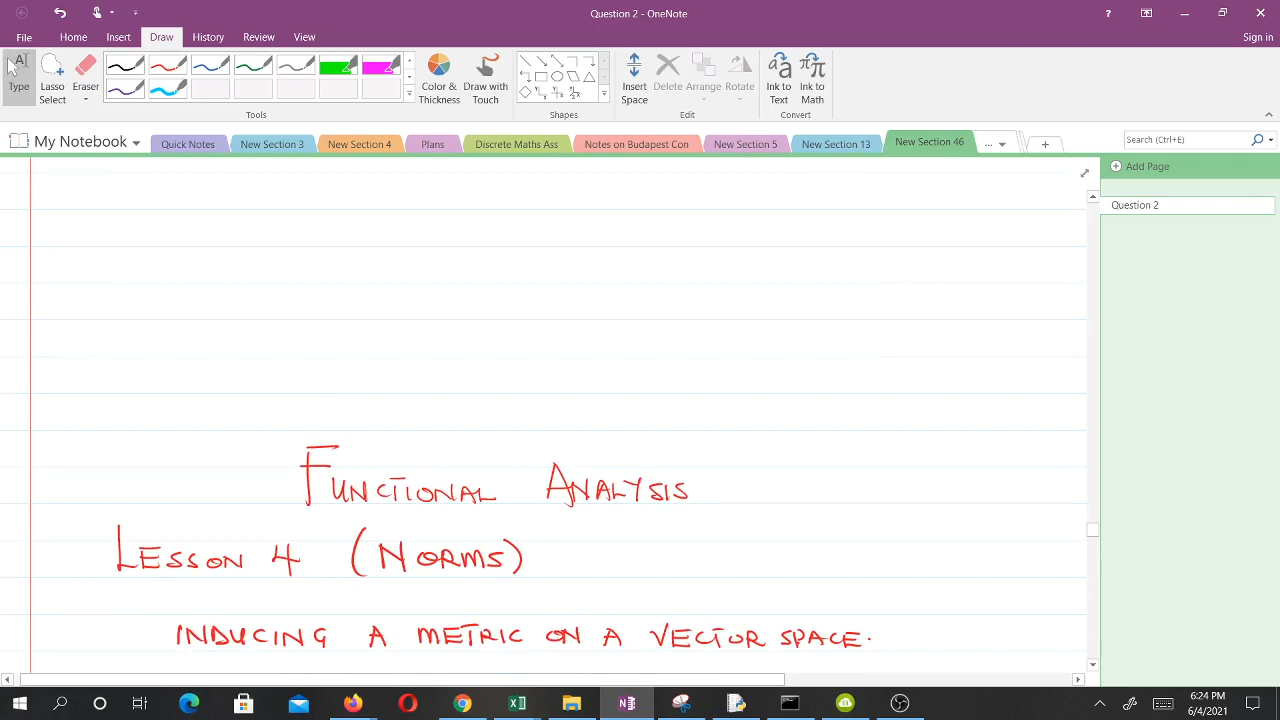 Question 2 - OneNote
?
File Home Insert Draw History Review View
Sign in
Type
Lasso Select
Eraser
Color & Thickness
Draw with Touch
Insert Space
Delete
Arrange
Rotate
Ink to Text
Ink to Math
Tools
Shapes
Edit
Convert
My Notebook
Quick Notes
New Section 3
New Section 4
Plans
Discrete Maths Ass
Notes on Budapest Con
New Section 5
New Section 13
New Section 46
...
Search (Ctrl+E)
Add Page
Question 2
FUNCTIONAL ANALYSIS
LESSON 4 (NORMS)
INDUCING A METRIC ON A VECTOR SPACE.
6:24 PM
6/4/2021